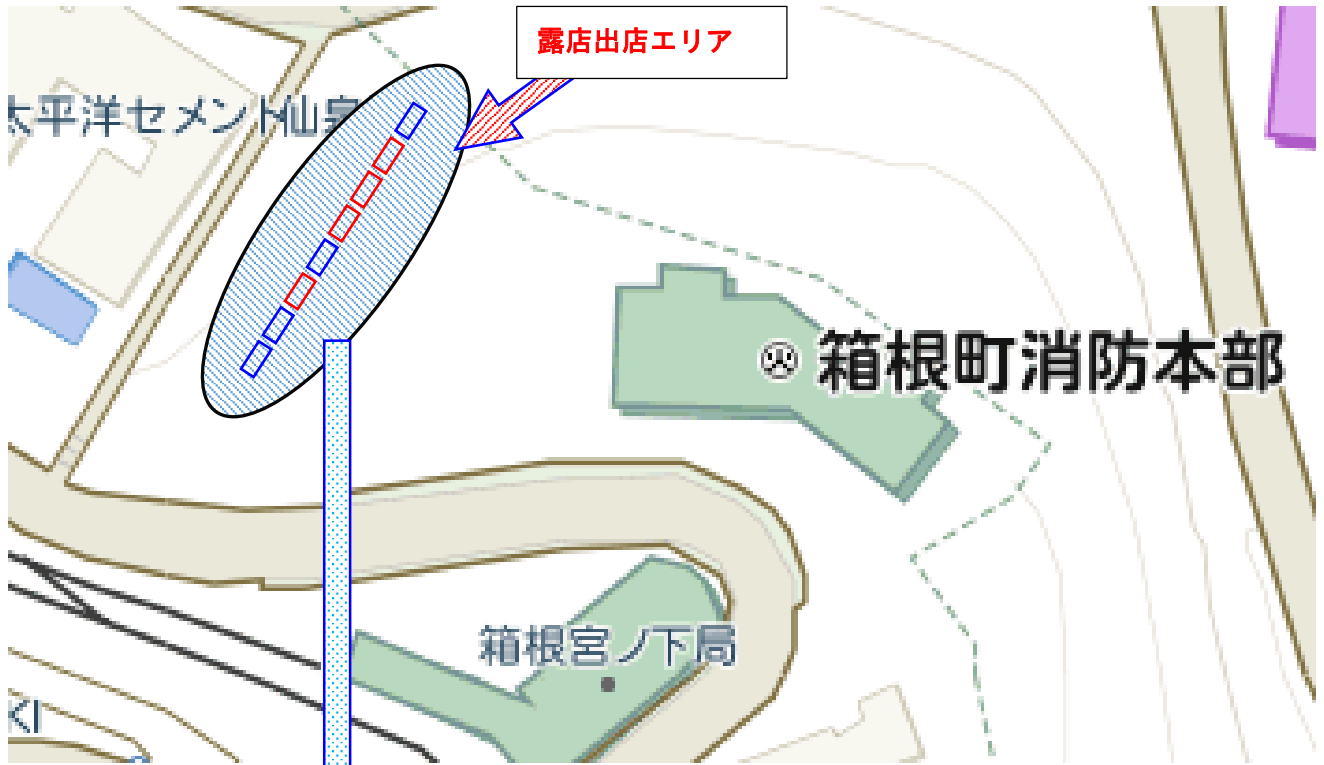 露店出店エリア
太平洋セメント仙泉
箱根町消防本部
箱根宮ノ下局
KI